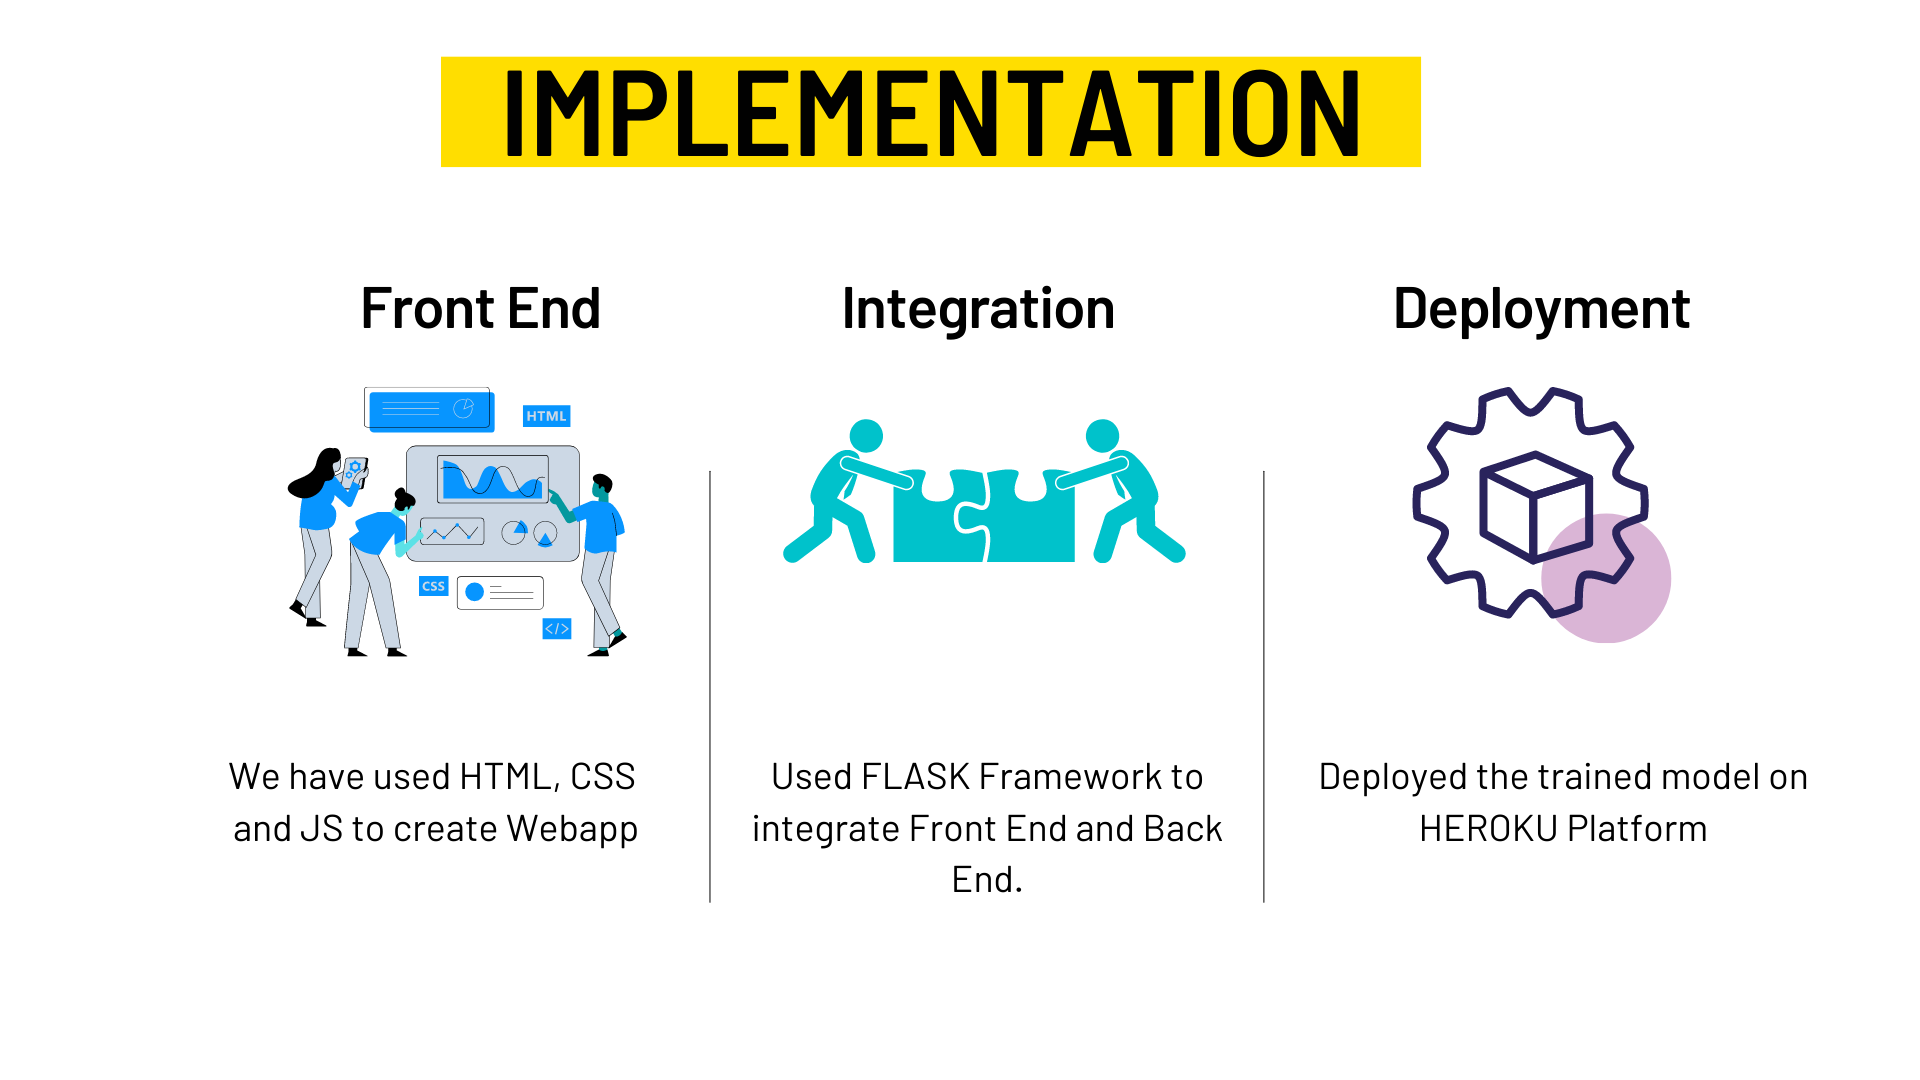 IMPLEMENTATION
Front End
HTML
CSS
</>
We have used HTML, CSS
and JS to create Webapp
Integration
Used FLASK Framework to
integrate Front End and Back
End.
Deployment
Deployed the trained model on
HEROKU Platform